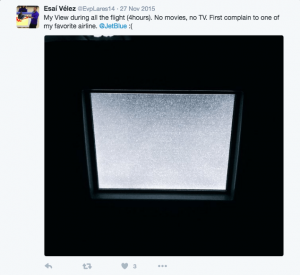 Esaí Vélez @EvpLares14 · 27 Nov 2015
My View during all the flight (4hours). No movies, no TV. First complain to one of
my favorite airline. @JetBlue :(
3